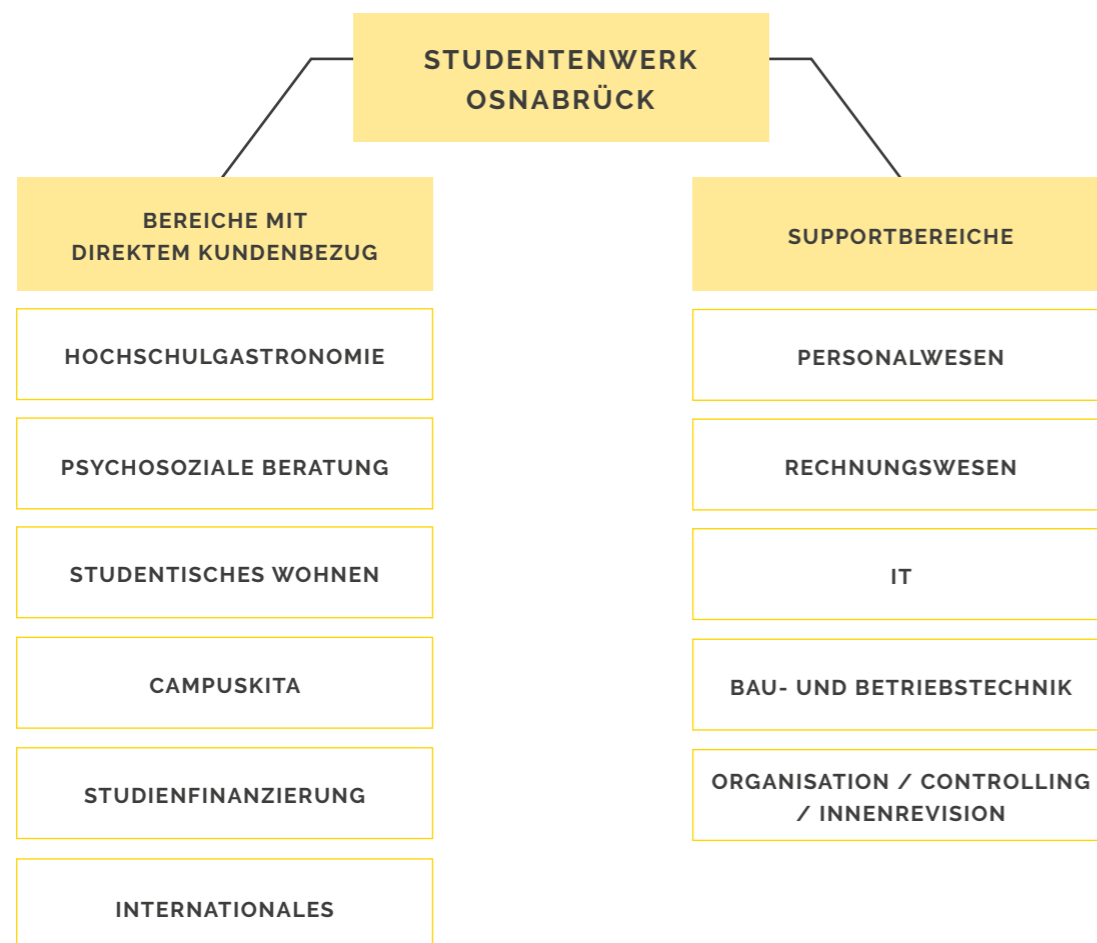 STUDENTENWERK
OSNABRÜCK
BEREICHE MIT
DIREKTEM KUNDENBEZUG
HOCHSCHULGASTRONOMIE
PSYCHOSOZIALE BERATUNG
STUDENTISCHES WOHNEN
CAMPUSKITA
STUDIENFINANZIERUNG
INTERNATIONALES
SUPPORTBEREICHE
PERSONALWESEN
RECHNUNGSWESEN
IT
BAU- UND BETRIEBSTECHNIK
ORGANISATION / CONTROLLING
/ INNENREVISION